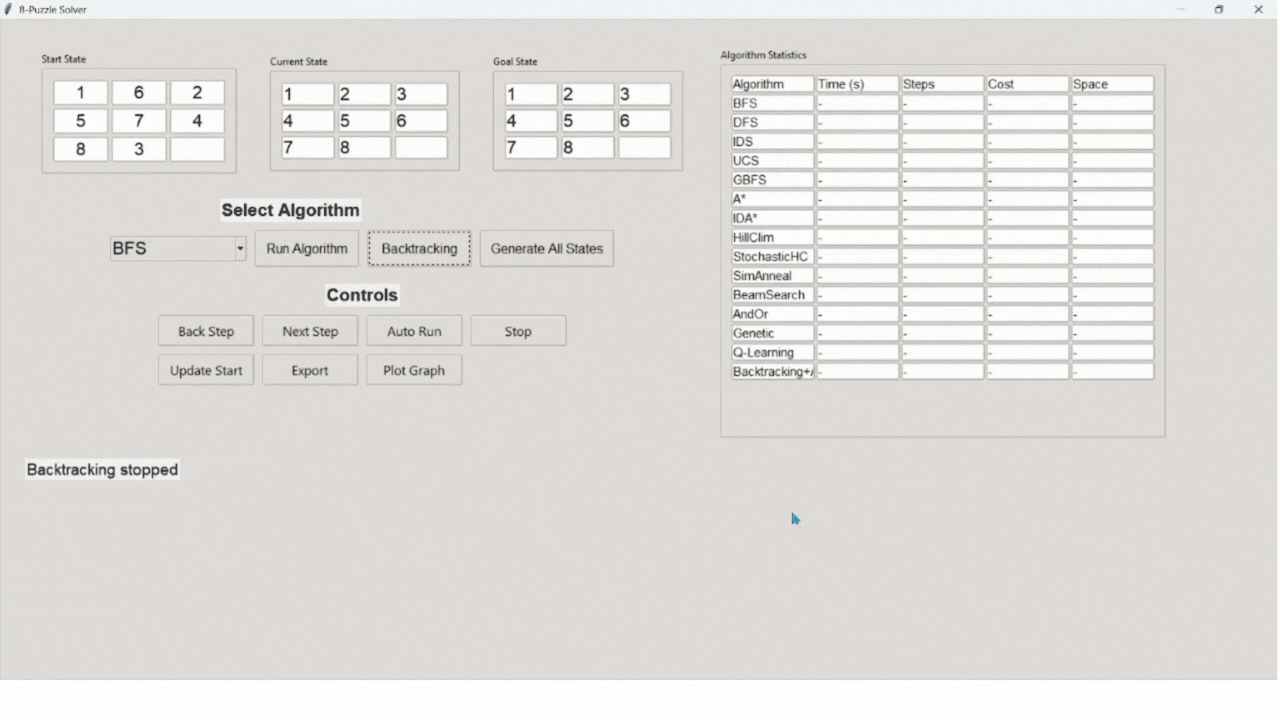 8-Puzzle Solver
Start State
1 6 2
5 7 4
8 3
Current State
1 2 3
4 5 6
7 8
Goal State
1 2 3
4 5 6
7 8
Select Algorithm
BFS Run Algorithm Backtracking Generate All States
Controls
Back Step Next Step Auto Run Stop
Update Start Export Plot Graph
Backtracking stopped
Algorithm Statistics
Algorithm Time (s) Steps Cost Space
BFS - - - -
DFS - - - -
IDS - - - -
UCS - - - -
GBFS - - - -
A* - - - -
IDA* - - - -
HillClim - - - -
StochasticHC - - - -
SimAnneal - - - -
BeamSearch - - - -
AndOr - - - -
Genetic - - - -
Q-Learning - - - -
Backtracking+/ - - - -